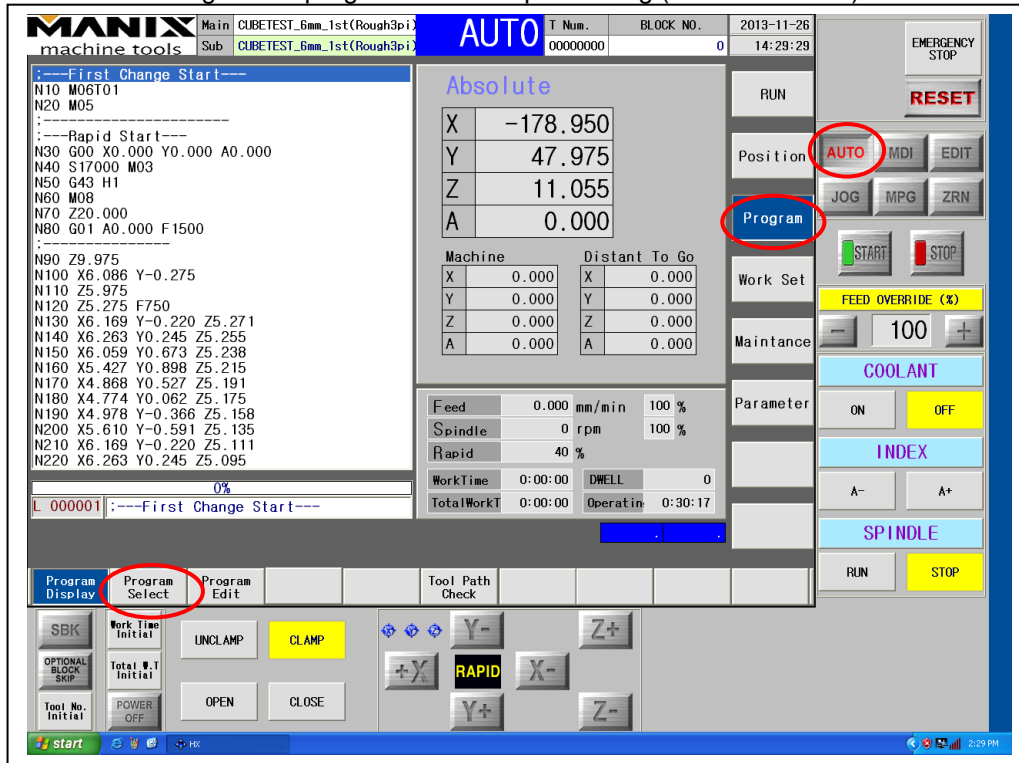 MANIX
machine tools
Main CUBETEST_6mm_1st(Rough3pi)
Sub CUBETEST_6mm_1st(Rough3pi)
AUTO
T Num. BLOCK NO.
00000000 0
2013-11-26
14:29:29
;---First Change Start---
N10 M06T01
N20 M05
;-----------------------
;---Rapid Start---
N30 G00 X0.000 Y0.000 A0.000
N40 S17000 M03
N50 G43 H1
N60 M08
N70 Z20.000
N80 G01 A0.000 F1500
;----------------
N90 Z9.975
N100 X6.086 Y-0.275
N110 Z5.975
N120 Z5.275 F750
N130 X6.169 Y-0.220 Z5.271
N140 X6.263 Y0.245 Z5.255
N150 X6.059 Y0.673 Z5.238
N160 X5.427 Y0.898 Z5.215
N170 X4.868 Y0.527 Z5.191
N180 X4.774 Y0.062 Z5.175
N190 X4.978 Y-0.366 Z5.158
N200 X5.610 Y-0.591 Z5.135
N210 X6.169 Y-0.220 Z5.111
N220 X6.263 Y0.245 Z5.095
0%
L 000001 ;---First Change Start---
Absolute
X -178.950
Y 47.975
Z 11.055
A 0.000
Machine Distant To Go
X 0.000 X 0.000
Y 0.000 Y 0.000
Z 0.000 Z 0.000
A 0.000 A 0.000
Feed 0.000 mm/min 100 %
Spindle 0 rpm 100 %
Rapid 40 %
WorkTime 0:00:00 DWELL 0
TotalWorkT 0:00:00 Operatin 0:30:17
. .
RUN
Position
Program
Work Set
Maintance
Parameter
Program Display
Program Select
Program Edit
Tool Path Check
EMERGENCY STOP
RESET
AUTO MDI EDIT
JOG MPG ZRN
START STOP
FEED OVERRIDE (%)
- 100 +
COOLANT
ON OFF
INDEX
A- A+
SPINDLE
RUN STOP
SBK
Work Time Initial
UNCLAMP CLAMP
OPTIONAL BLOCK SKIP
Total W.T Initial
Tool No. Initial
POWER OFF
OPEN CLOSE
X Y Z
Y- Z+
+X RAPID X-
Y+ Z-
start HX 2:29 PM